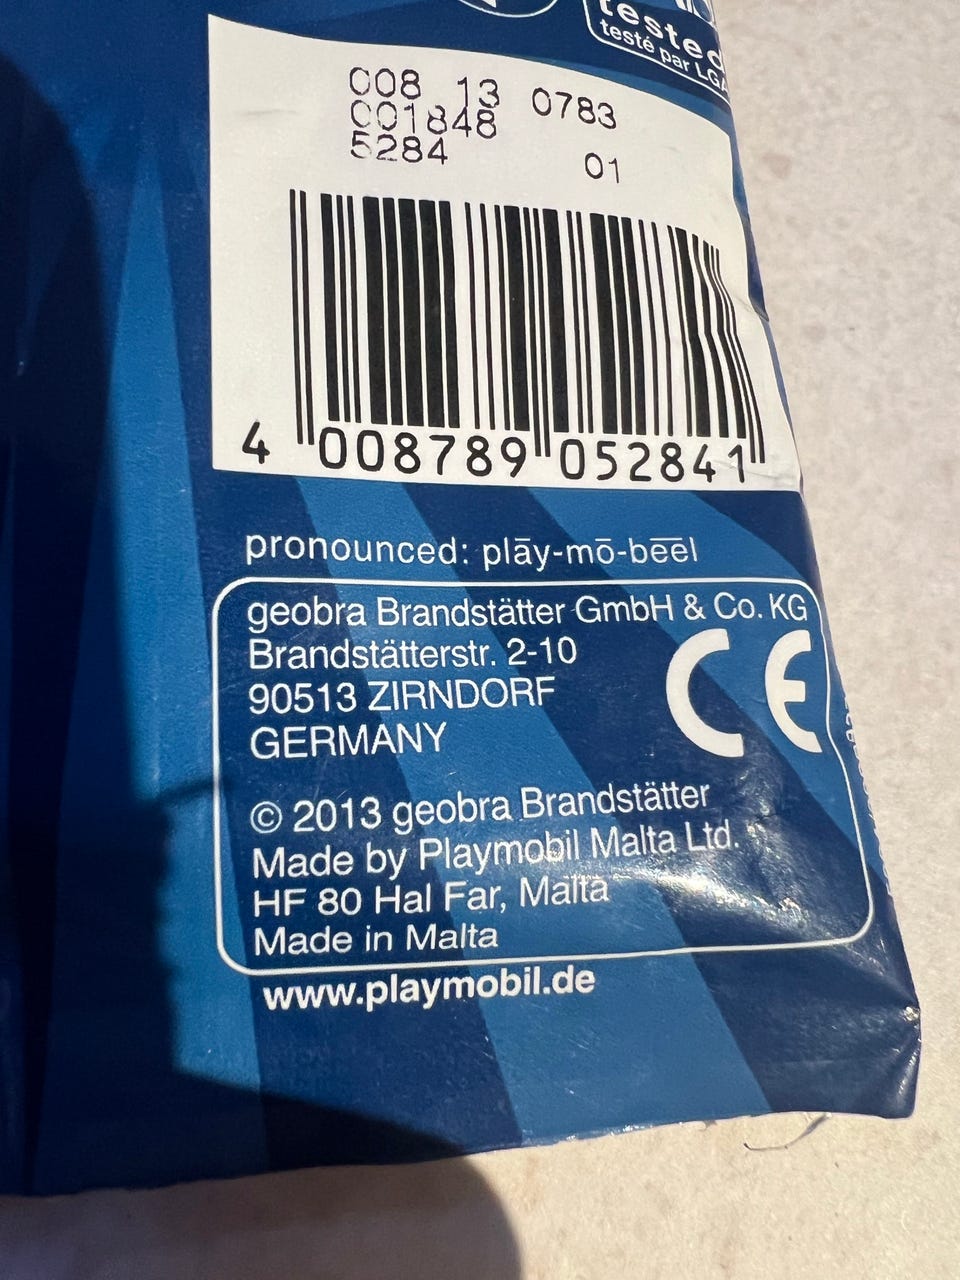 tested
testé par LGA
008 13 0783
001848
5284 01
4 008789 052841
pronounced: plāy-mō-bēēl
geobra Brandstätter GmbH & Co. KG
Brandstätterstr. 2-10
90513 ZIRNDORF
GERMANY
CE
© 2013 geobra Brandstätter
Made by Playmobil Malta Ltd.
HF 80 Hal Far, Malta
Made in Malta
www.playmobil.de